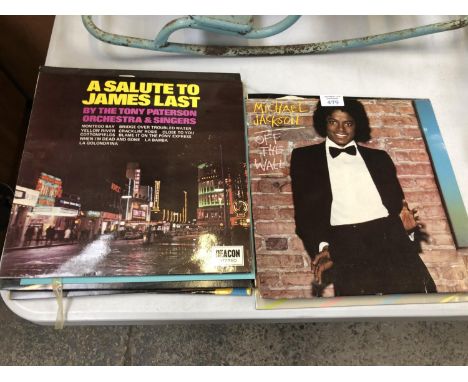 A SALUTE TO
JAMES LAST
BY THE TONY PATERSON
ORCHESTRA & SINGERS
MONTEGO BAY BRIDGE OVER TROUBLED WATER
YELLOW RIVER CRACKLIN' ROSIE CLOSE TO YOU
COTTONFIELDS BLAME IT ON THE PONY EXPRESS
WHEN I'M DEAD AND GONE LA BAMBA
LA GOLONDRINA
DEACON
STEREO
479
MICHAEL
JACKSON
OFF
THE
WALL